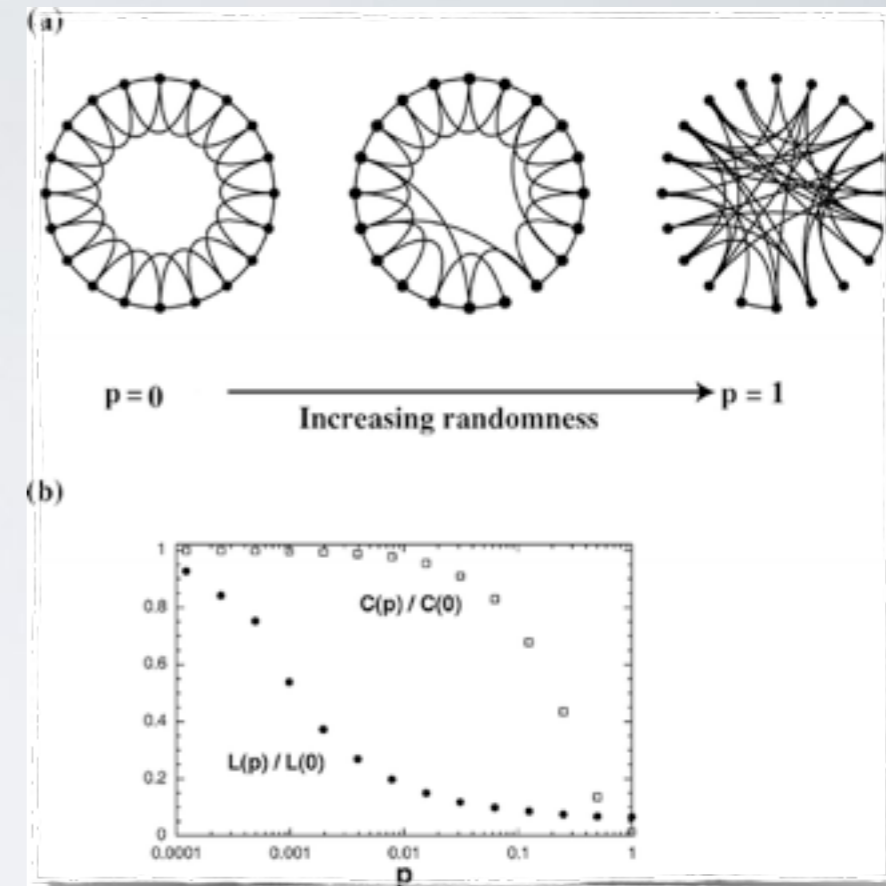 (a)
p = 0
p = 1
Increasing randomness
(b)
1
0.8
0.6
0.4
0.2
0
C(p) / C(0)
L(p) / L(0)
0.0001
0.001
0.01
0.1
1
p